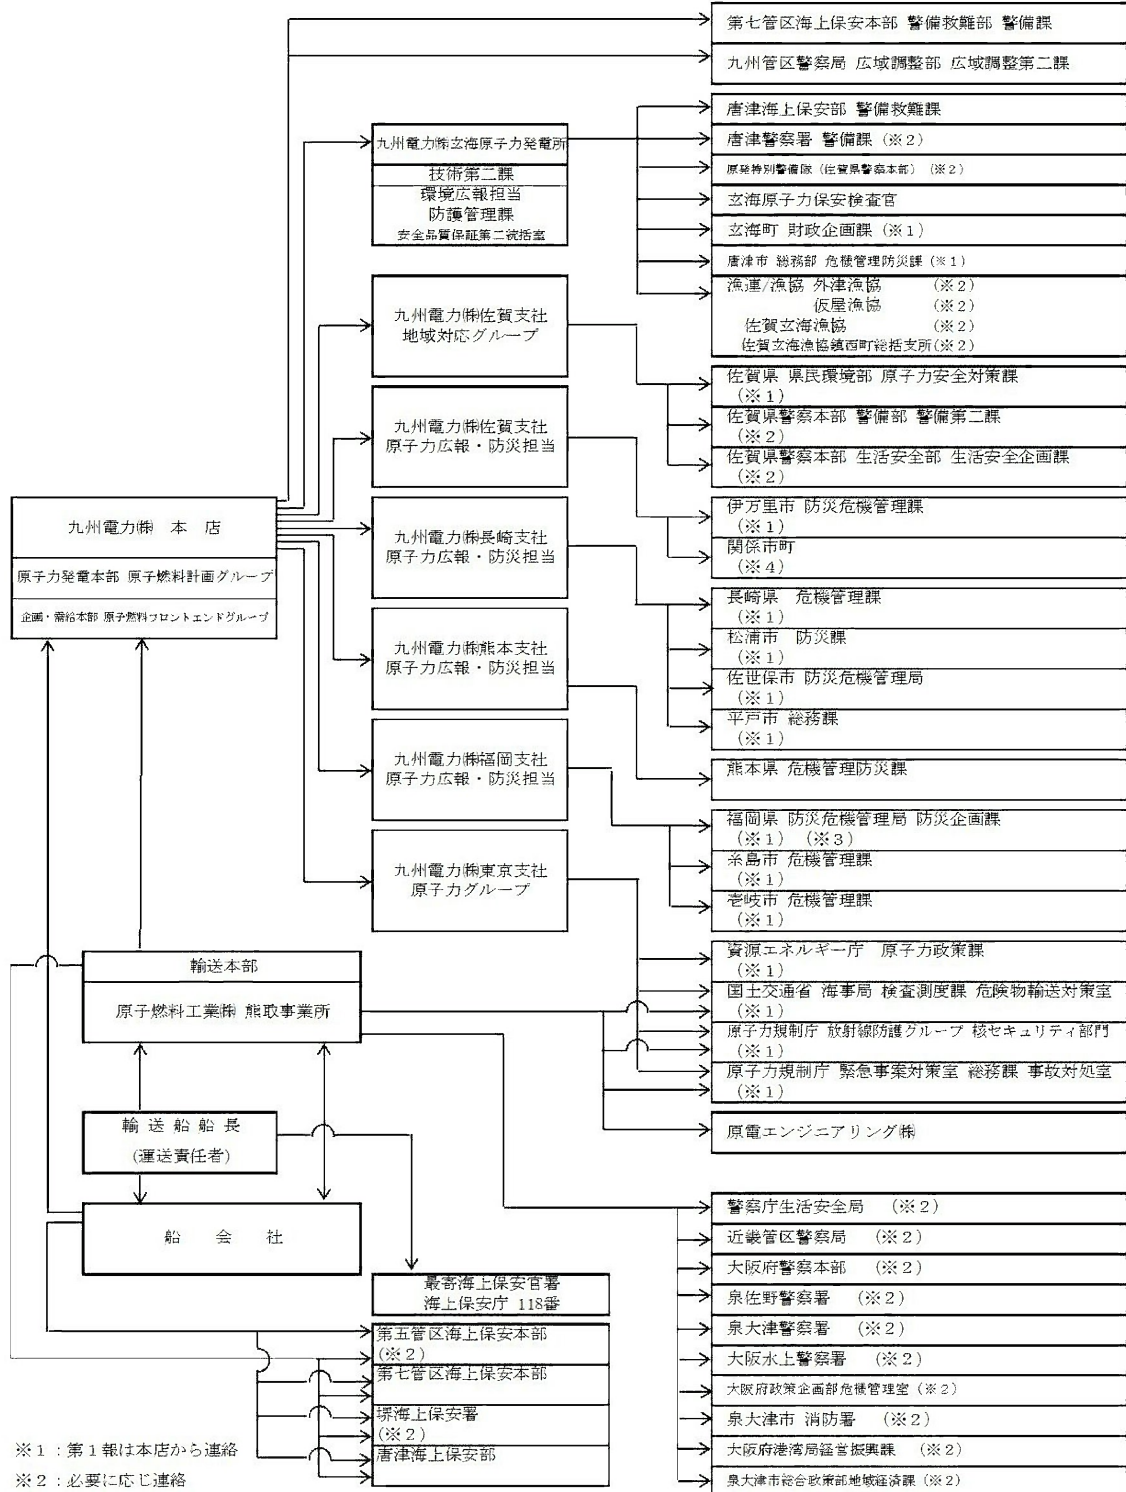 第七管区海上保安本部 警備救難部 警備課
九州管区警察局 広域調整部 広域調整第二課
唐津海上保安部 警備救難課
唐津警察署 警備課 (※2)
原発特別警備隊 (佐賀県警察本部) (※2)
玄海原子力保安検査官
玄海町 財政企画課 (※1)
唐津市 総務部 危機管理防災課 (※1)
漁連/漁協 外津漁協 (※2)
仮屋漁協 (※2)
佐賀玄海漁協 (※2)
佐賀玄海漁協鎮西町総括支所(※2)
九州電力㈱玄海原子力発電所
技術第二課
環境広報担当
防護管理課
安全品質保証第二統括室
九州電力㈱佐賀支社
地域対応グループ
佐賀県 県民環境部 原子力安全対策課
(※1)
佐賀県警察本部 警備部 警備第二課
(※2)
佐賀県警察本部 生活安全部 生活安全企画課
(※2)
九州電力㈱佐賀支社
原子力広報・防災担当
伊万里市 防災危機管理課
(※1)
関係市町
(※4)
九州電力㈱ 本 店
原子力発電本部 原子燃料計画グループ
企画・需給本部 原子燃料フロントエンドグループ
九州電力㈱長崎支社
原子力広報・防災担当
長崎県 危機管理課
(※1)
松浦市 防災課
(※1)
佐世保市 防災危機管理局
(※1)
平戸市 総務課
(※1)
九州電力㈱熊本支社
原子力広報・防災担当
熊本県 危機管理防災課
九州電力㈱福岡支社
原子力広報・防災担当
福岡県 防災危機管理局 防災企画課
(※1) (※3)
糸島市 危機管理課
(※1)
壱岐市 危機管理課
(※1)
九州電力㈱東京支社
原子力グループ
資源エネルギー庁 原子力政策課
(※1)
国土交通省 海事局 検査測度課 危険物輸送対策室
(※1)
原子力規制庁 放射線防護グループ 核セキュリティ部門
(※1)
原子力規制庁 緊急事案対策室 総務課 事故対処室
(※1)
原電エンジニアリング㈱
輸送本部
原子燃料工業㈱ 熊取事業所
輸 送 船 船 長
(運送責任者)
船 会 社
最寄海上保安官署
海上保安庁 118番
第五管区海上保安本部
(※2)
第七管区海上保安本部
堺海上保安署
(※2)
唐津海上保安部
警察庁生活安全局 (※2)
近畿管区警察局 (※2)
大阪府警察本部 (※2)
泉佐野警察署 (※2)
泉大津警察署 (※2)
大阪水上警察署 (※2)
大阪府政策企画部危機管理室 (※2)
泉大津市 消防署 (※2)
大阪府港湾局経営振興課 (※2)
泉大津市総合政策部地域経済課 (※2)
※1：第1報は本店から連絡
※2：必要に応じ連絡